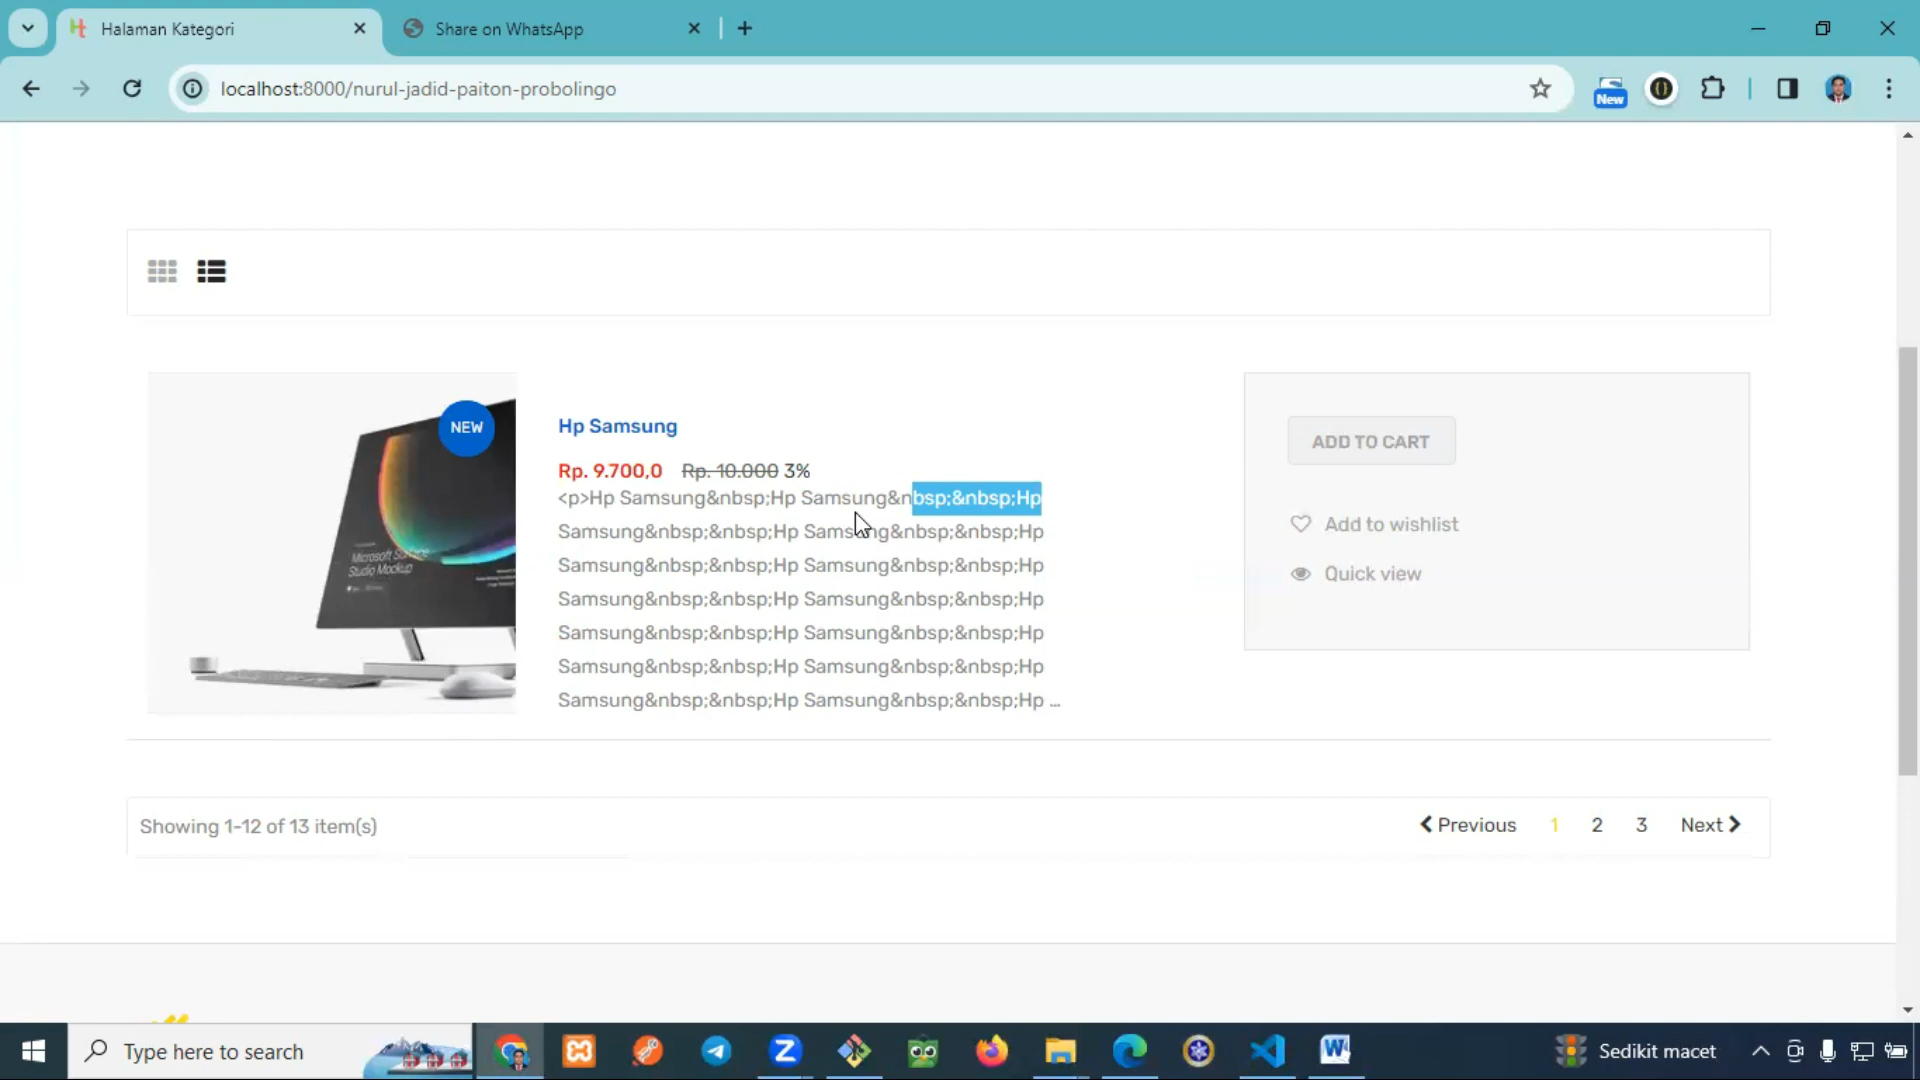 Halaman Kategori
Share on WhatsApp
localhost:8000/nurul-jadid-paiton-probolingo
New
NEW
Microsoft Surface
Studio Mockup
Hp Samsung
Rp. 9.700,0 Rp. 10.000 3%
<p>Hp Samsung&nbsp;Hp Samsung&nbsp;&nbsp;Hp
Samsung&nbsp;&nbsp;Hp Samsung&nbsp;&nbsp;Hp
Samsung&nbsp;&nbsp;Hp Samsung&nbsp;&nbsp;Hp
Samsung&nbsp;&nbsp;Hp Samsung&nbsp;&nbsp;Hp
Samsung&nbsp;&nbsp;Hp Samsung&nbsp;&nbsp;Hp
Samsung&nbsp;&nbsp;Hp Samsung&nbsp;&nbsp;Hp
Samsung&nbsp;&nbsp;Hp Samsung&nbsp;&nbsp;Hp ...
ADD TO CART
Add to wishlist
Quick view
Showing 1-12 of 13 item(s)
Previous 1 2 3 Next
Type here to search
Sedikit macet